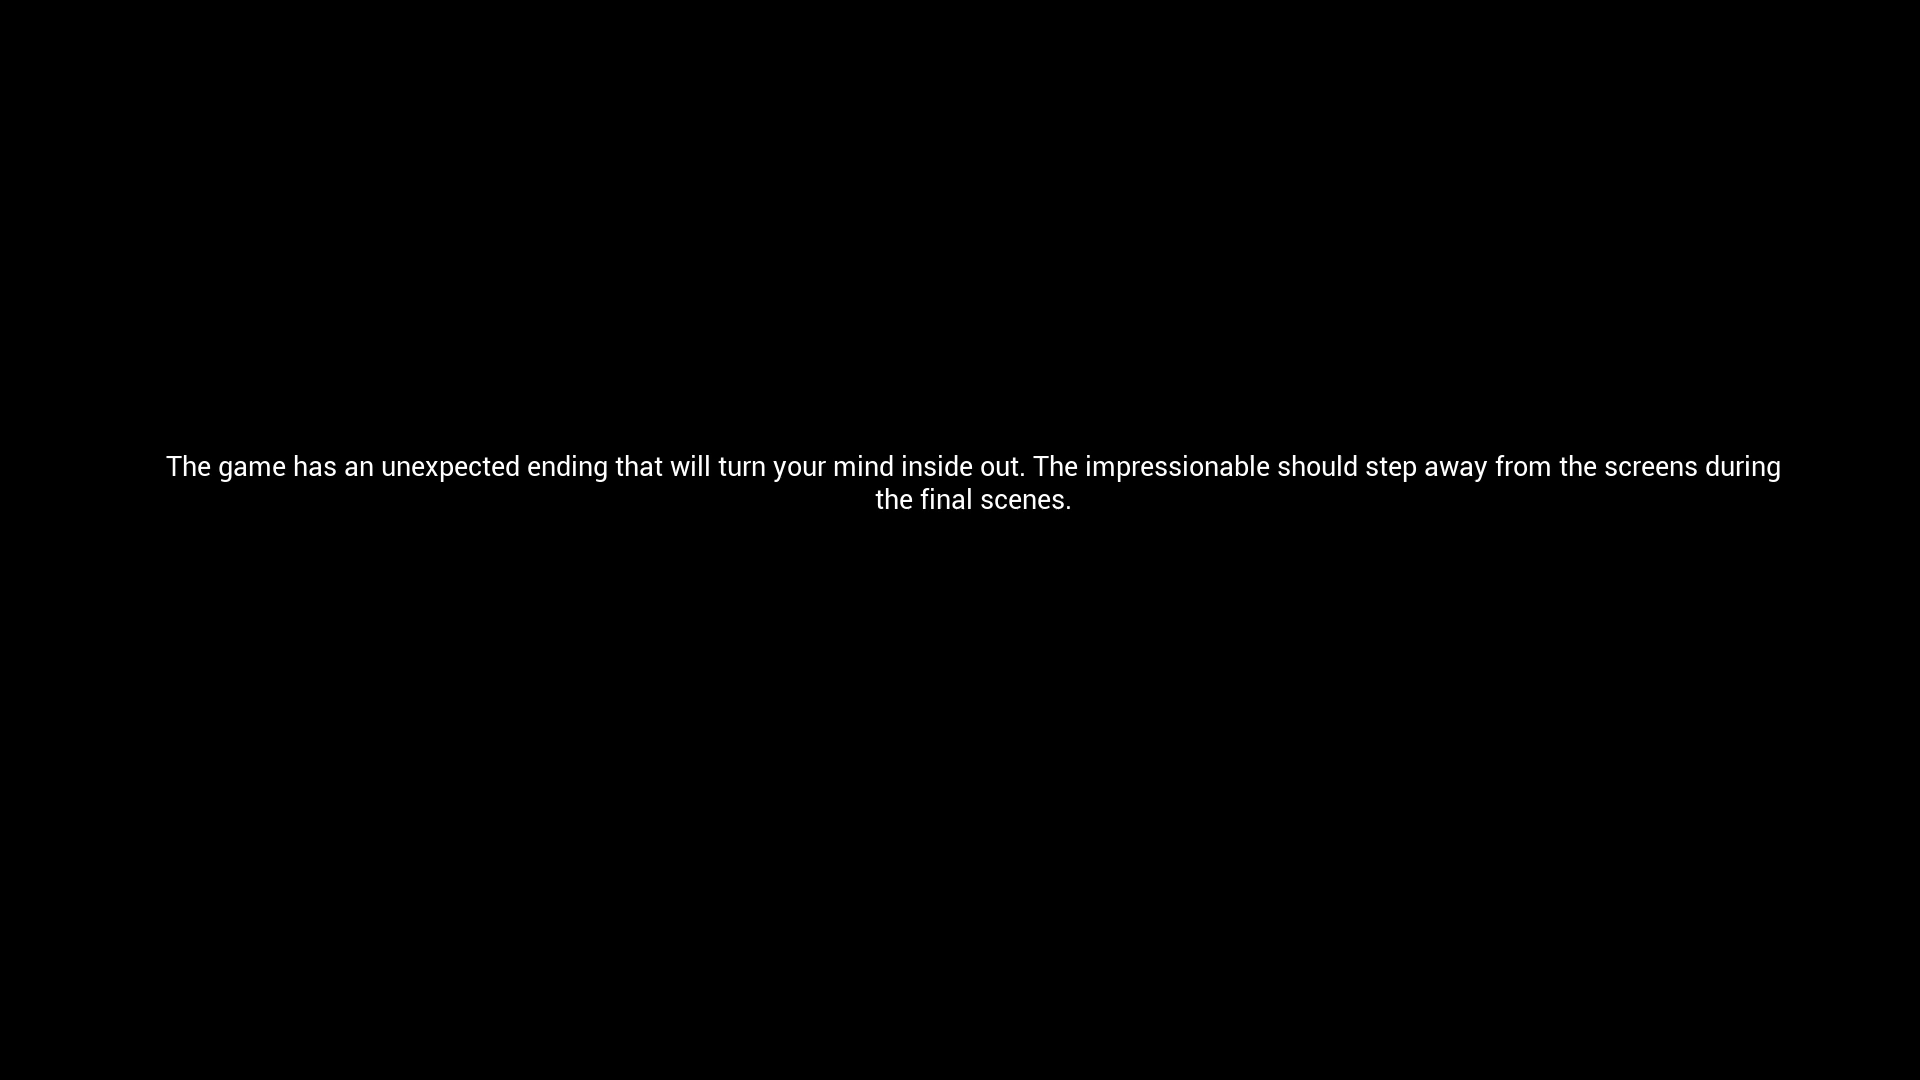 The game has an unexpected ending that will turn your mind inside out. The impressionable should step away from the screens during
the final scenes.